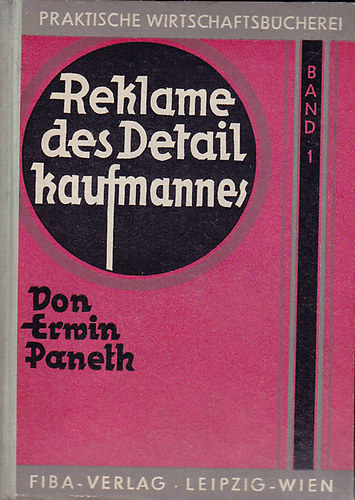 PRAKTISCHE WIRTSCHAFTSBÜCHEREI
BAND 1
Reklame
des Detail
kaufmannes
Von
Erwin
Paneth
FIBA-VERLAG · LEIPZIG-WIEN